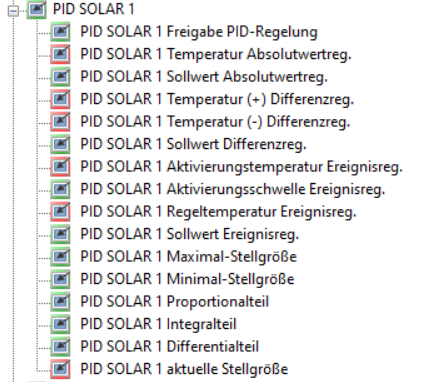 PID SOLAR 1
PID SOLAR 1 Freigabe PID-Regelung
PID SOLAR 1 Temperatur Absolutwertreg.
PID SOLAR 1 Sollwert Absolutwertreg.
PID SOLAR 1 Temperatur (+) Differenzreg.
PID SOLAR 1 Temperatur (-) Differenzreg.
PID SOLAR 1 Sollwert Differenzreg.
PID SOLAR 1 Aktivierungstemperatur Ereignisreg.
PID SOLAR 1 Aktivierungsschwelle Ereignisreg.
PID SOLAR 1 Regeltemperatur Ereignisreg.
PID SOLAR 1 Sollwert Ereignisreg.
PID SOLAR 1 Maximal-Stellgröße
PID SOLAR 1 Minimal-Stellgröße
PID SOLAR 1 Proportionalteil
PID SOLAR 1 Integralteil
PID SOLAR 1 Differentialteil
PID SOLAR 1 aktuelle Stellgröße